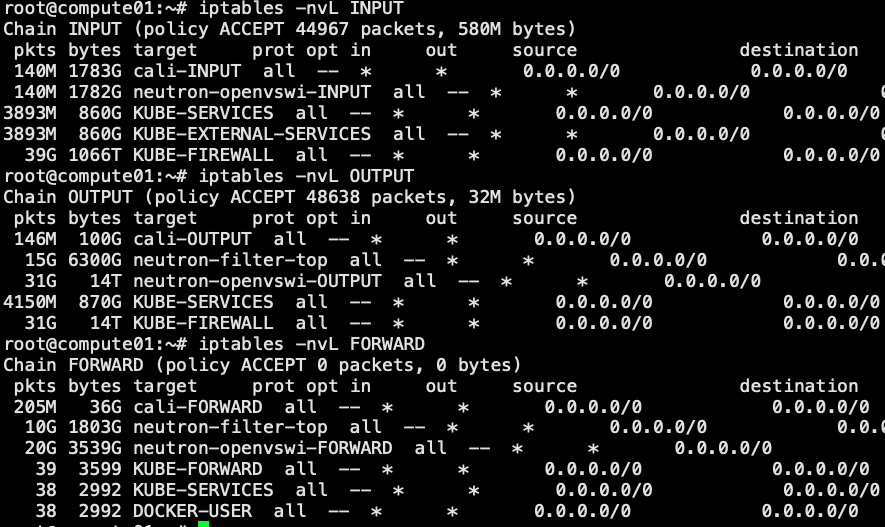 root@compute01:~# iptables -nvL INPUT
Chain INPUT (policy ACCEPT 44967 packets, 580M bytes)
 pkts bytes target     prot opt in     out     source               destination
 140M 1783G cali-INPUT  all  --  *      *       0.0.0.0/0            0.0.0.0/0
 140M 1782G neutron-openvswi-INPUT  all  --  *      *       0.0.0.0/0            0
3893M  860G KUBE-SERVICES  all  --  *      *       0.0.0.0/0            0.0.0.0/0
3893M  860G KUBE-EXTERNAL-SERVICES  all  --  *      *       0.0.0.0/0            0
  39G 1066T KUBE-FIREWALL  all  --  *      *       0.0.0.0/0            0.0.0.0/0
root@compute01:~# iptables -nvL OUTPUT
Chain OUTPUT (policy ACCEPT 48638 packets, 32M bytes)
 pkts bytes target     prot opt in     out     source               destination
 146M  100G cali-OUTPUT  all  --  *      *       0.0.0.0/0            0.0.0.0/0
  15G 6300G neutron-filter-top  all  --  *      *       0.0.0.0/0            0.0.
  31G   14T neutron-openvswi-OUTPUT  all  --  *      *       0.0.0.0/0
4150M  870G KUBE-SERVICES  all  --  *      *       0.0.0.0/0            0.0.0.0/0
  31G   14T KUBE-FIREWALL  all  --  *      *       0.0.0.0/0            0.0.0.0/0
root@compute01:~# iptables -nvL FORWARD
Chain FORWARD (policy ACCEPT 0 packets, 0 bytes)
 pkts bytes target     prot opt in     out     source               destination
 205M   36G cali-FORWARD  all  --  *      *       0.0.0.0/0            0.0.0.0/0
  10G 1803G neutron-filter-top  all  --  *      *       0.0.0.0/0            0.0.
  20G 3539G neutron-openvswi-FORWARD  all  --  *      *       0.0.0.0/0
   39  3599 KUBE-FORWARD  all  --  *      *       0.0.0.0/0            0.0.0.0/0
   38  2992 KUBE-SERVICES  all  --  *      *       0.0.0.0/0            0.0.0.0/0
   38  2992 DOCKER-USER  all  --  *      *       0.0.0.0/0            0.0.0.0/0